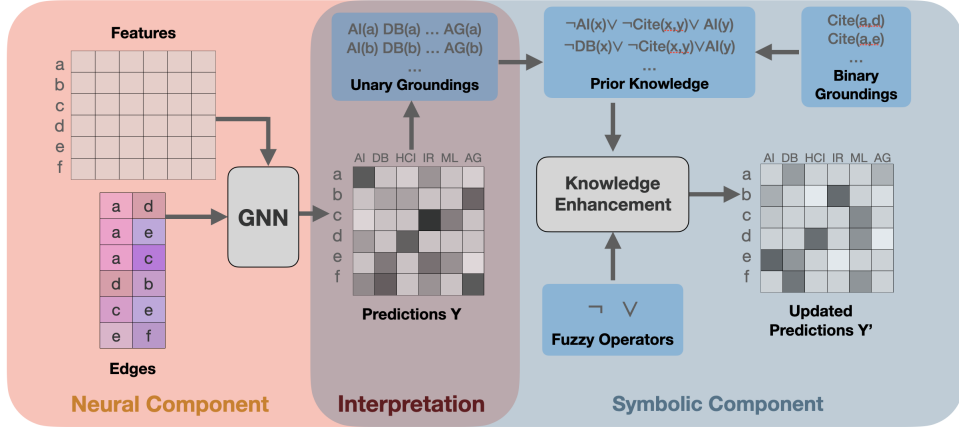 Features
a
b
c
d
e
f
a d
a e
a c
d b
c e
e f
Edges
GNN
Neural Component
AI(a) DB(a) ... AG(a)
AI(b) DB(b) ... AG(b)
...
Unary Groundings
AI DB HCI IR ML AG
a
b
c
d
e
f
Predictions Y
Interpretation
¬AI(x)∨ ¬Cite(x,y)∨ AI(y)
¬DB(x)∨ ¬Cite(x,y)∨AI(y)
...
Prior Knowledge
Cite(a,d)
Cite(a,e)
...
Binary
Groundings
Knowledge
Enhancement
¬ ∨
Fuzzy Operators
AI DB HCI IR ML AG
a
b
c
d
e
f
Updated
Predictions Y'
Symbolic Component